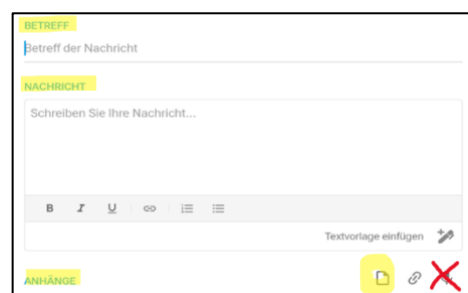 BETREFF
Betreff der Nachricht
NACHRICHT
Schreiben Sie Ihre Nachricht...
B I U
Textvorlage einfügen
ANHÄNGE